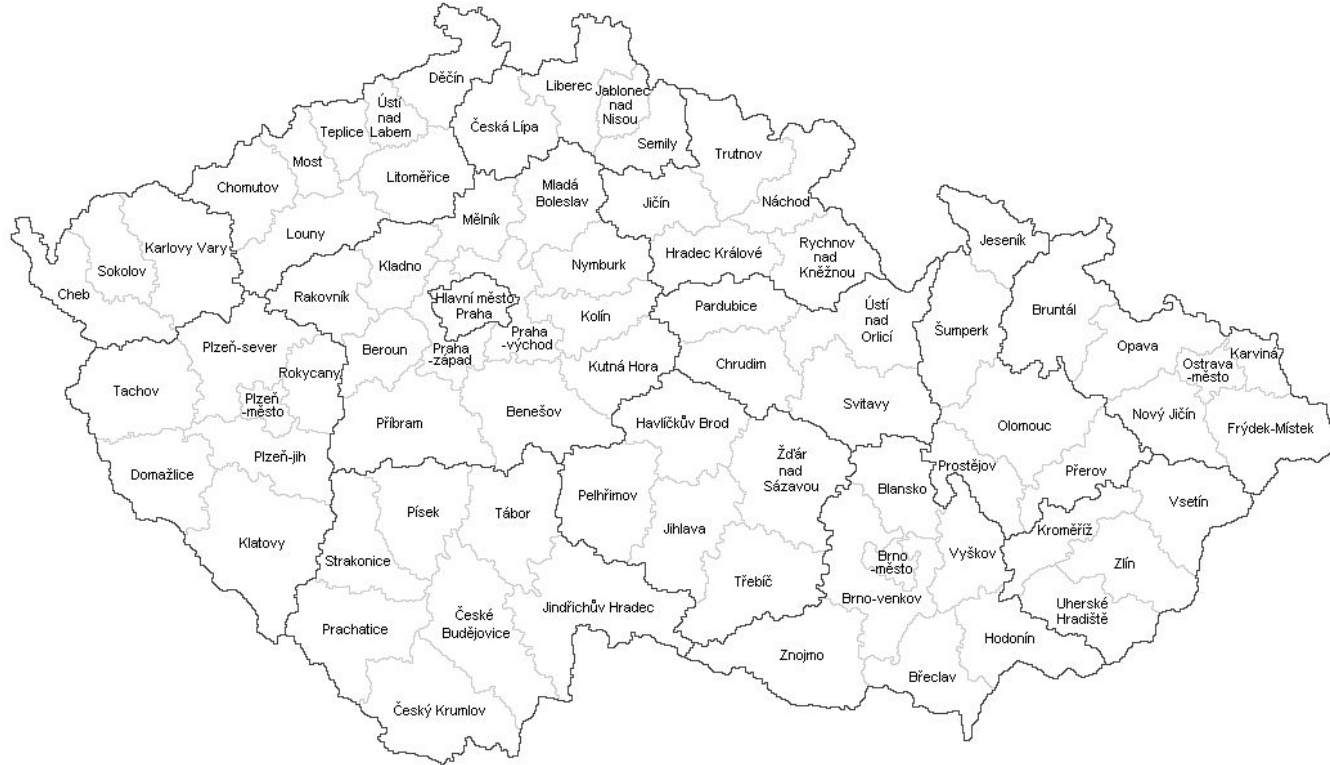 Děčín
Liberec
Jablonec
nad
Nisou
Ústí
nad
Labem
Teplice
Česká Lípa
Semily
Trutnov
Most
Litoměřice
Chomutov
Mladá
Boleslav
Jičín
Náchod
Mělník
Louny
Karlovy Vary
Jeseník
Sokolov
Kladno
Nymburk
Hradec Králové
Rychnov
nad
Kněžnou
Cheb
Rakovník
Hlavní město
Praha
Kolín
Pardubice
Ústí
nad
Orlicí
Šumperk
Bruntál
Plzeň-sever
Beroun
Praha
-západ
Praha
-východ
Opava
Ostrava
-město
Karviná
Rokycany
Kutná Hora
Chrudim
Tachov
Plzeň
-město
Svitavy
Příbram
Benešov
Havlíčkův Brod
Olomouc
Nový Jičín
Frýdek-Místek
Plzeň-jih
Domažlice
Žďár
nad
Sázavou
Prostějov
Přerov
Pelhřimov
Blansko
Vsetín
Písek
Tábor
Klatovy
Jihlava
Kroměříž
Strakonice
Brno
-město
Vyškov
Zlín
Třebíč
Brno-venkov
Jindřichův Hradec
Uherské
Hradiště
Prachatice
České
Budějovice
Hodonín
Znojmo
Břeclav
Český Krumlov